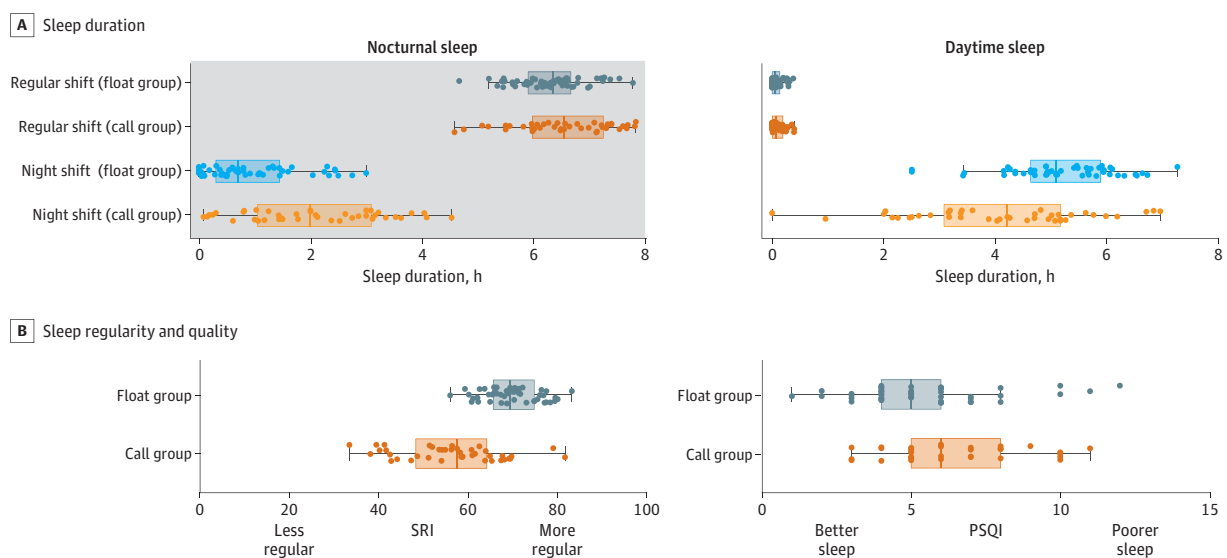 A Sleep duration
Nocturnal sleep
Daytime sleep
Regular shift (float group)
Regular shift (call group)
Night shift (float group)
Night shift (call group)
0 2 4 6 8
Sleep duration, h
0 2 4 6 8
Sleep duration, h
B Sleep regularity and quality
Float group
Call group
0 20 40 60 80 100
Less regular
SRI
More regular
Float group
Call group
0 5 10 15
Better sleep
PSQI
Poorer sleep